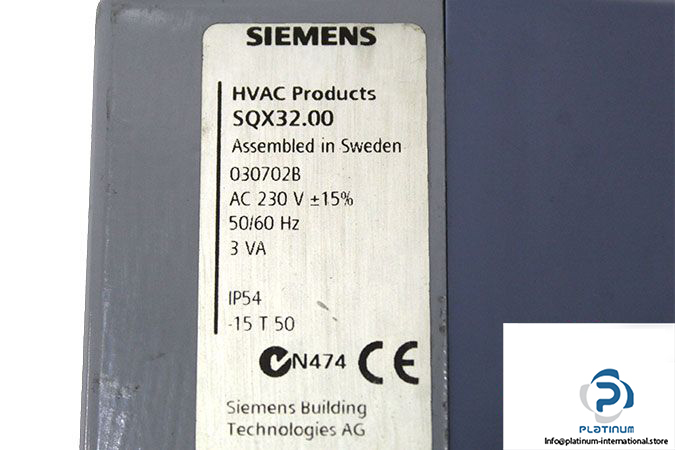 SIEMENS
HVAC Products
SQX32.00
Assembled in Sweden
030702B
AC 230 V ±15%
50/60 Hz
3 VA
IP54
-15 T 50
N474 CE
Siemens Building
Technologies AG
PLATINUM
Info@platinum-international.store